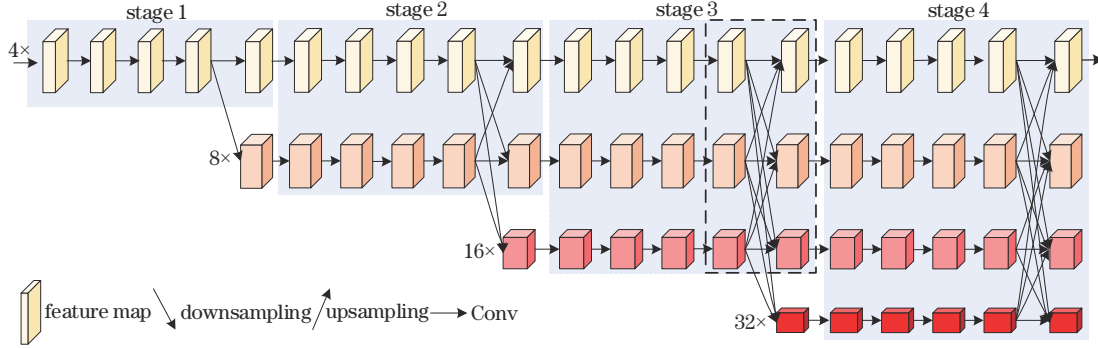 stage 1 stage 2 stage 3 stage 4
4×
8×
16×
feature map downsampling upsampling Conv
32×